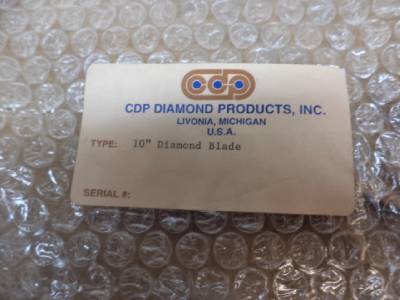 cdp
CDP DIAMOND PRODUCTS, INC.
LIVONIA, MICHIGAN
U.S.A.
TYPE: 10" Diamond Blade
SERIAL #: